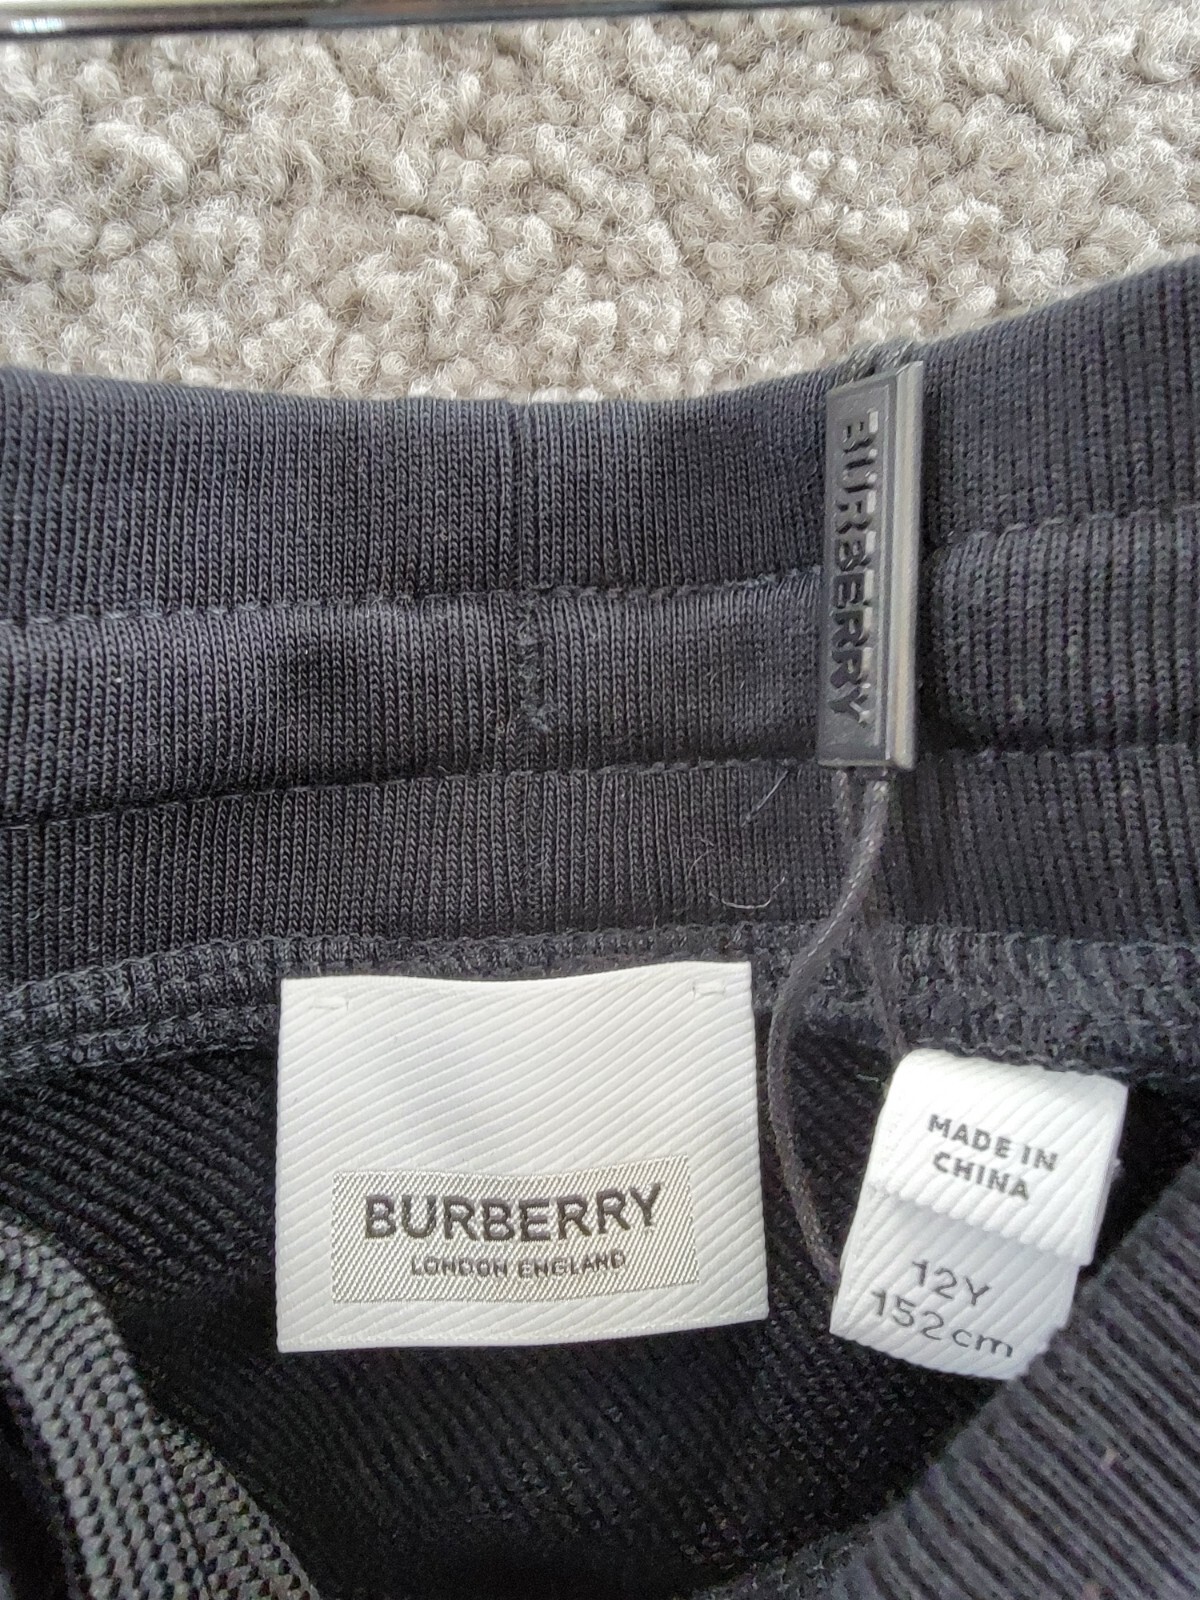 BURBERRY
BURBERRY
LONDON ENGLAND
MADE IN
CHINA
12Y
152cm